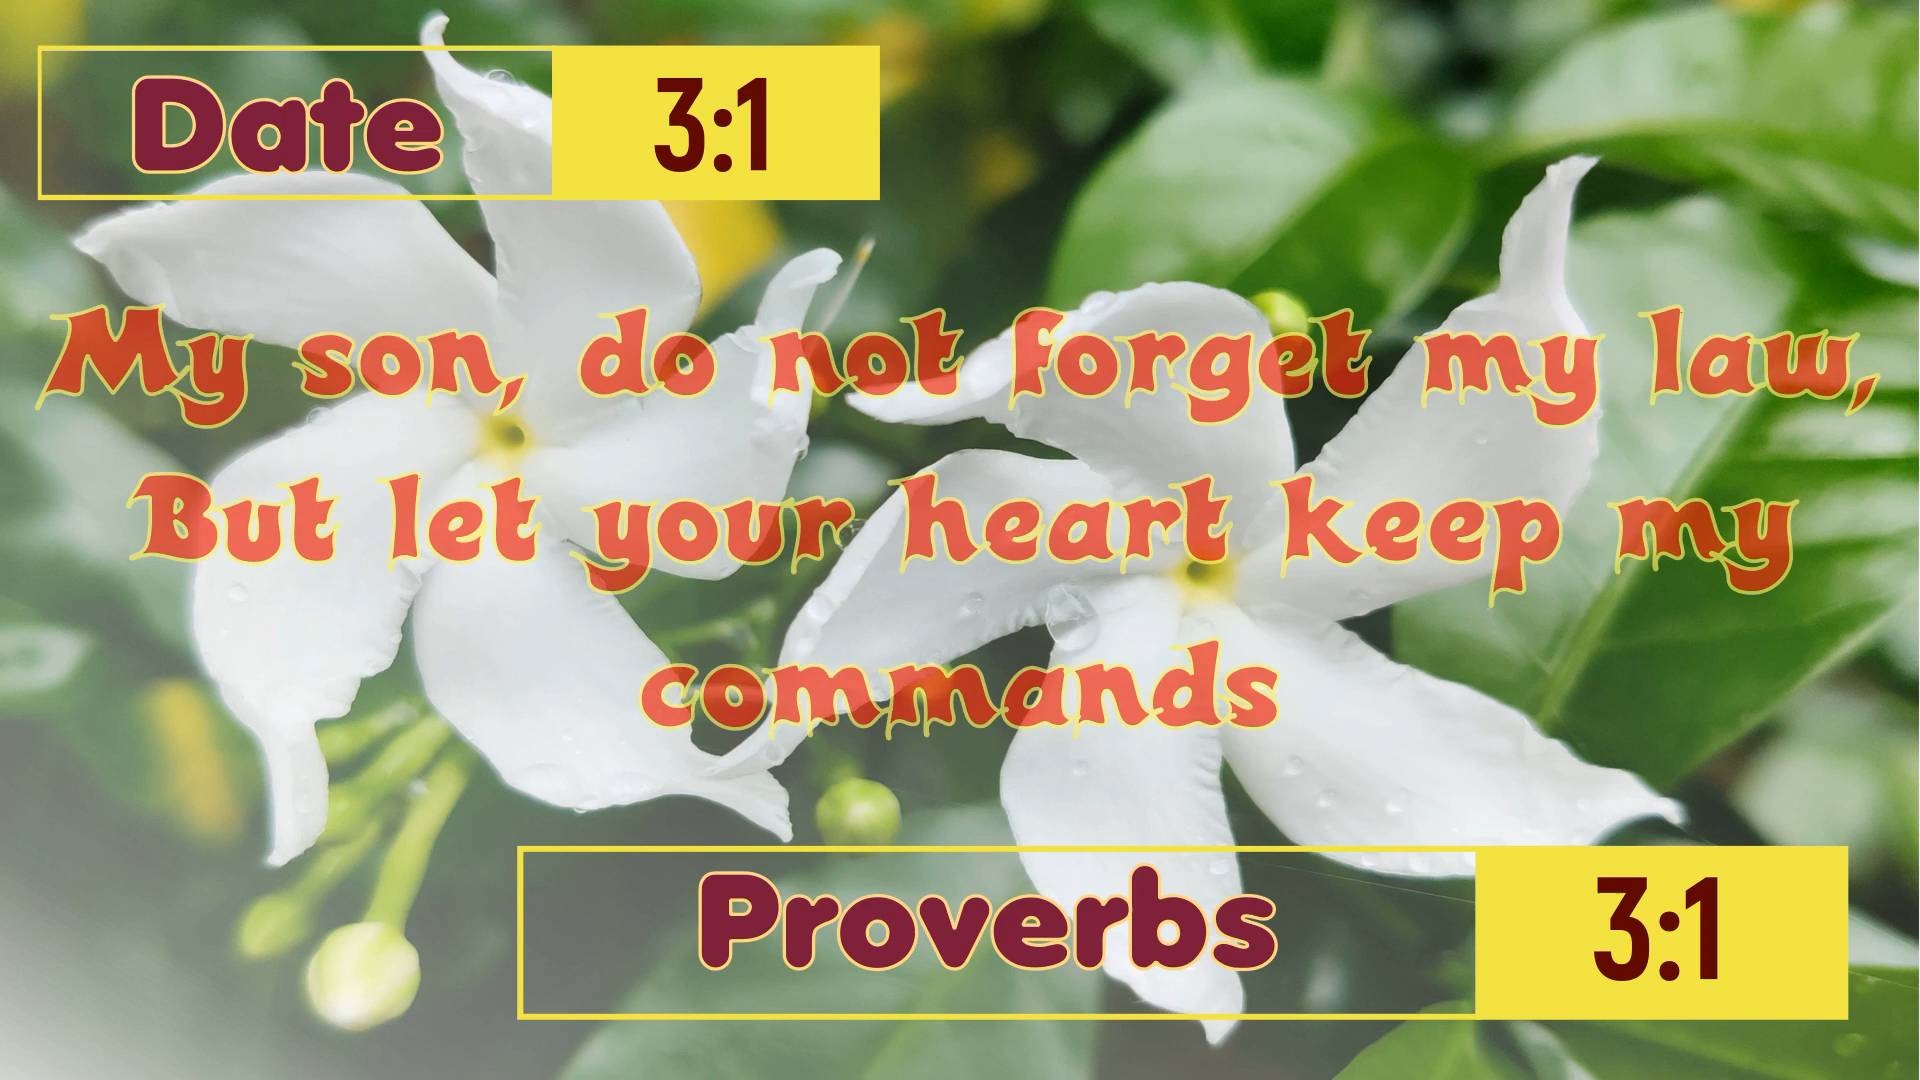 Date 3:1
My son, do not forget my law,
But let your heart keep my
commands
Proverbs 3:1